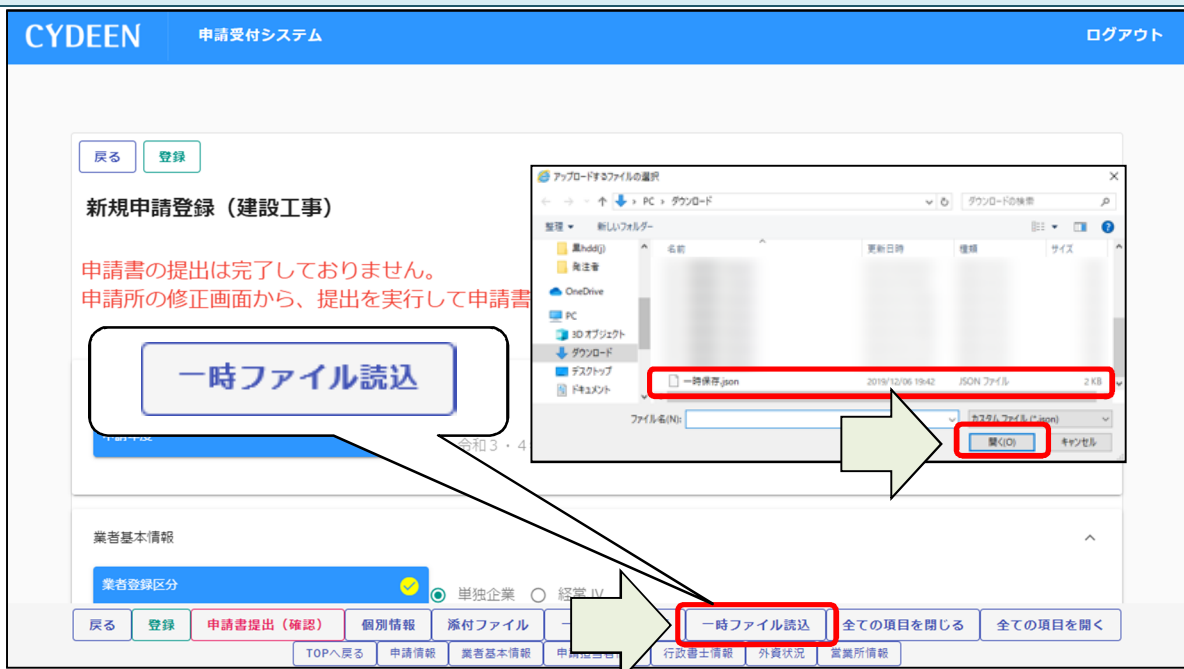 CYDEEN
申請受付システム
ログアウト
戻る
登録
新規申請登録（建設工事）
申請書の提出は完了しておりません。
申請所の修正画面から、提出を実行して申請書
一時ファイル読込
令和３・４
業者基本情報
業者登録区分
単独企業
経常JV
アップロードするファイルの選択
PC › ダウンロード
ダウンロードの検索
整理
新しいフォルダー
黒hdd(j)
発注者
OneDrive
PC
3D オブジェクト
ダウンロード
デスクトップ
ドキュメント
名前
更新日時
種類
サイズ
一時保存.json
2019/12/06 19:42
JSON ファイル
2 KB
ファイル名(N):
カスタム ファイル (*.json)
開く(O)
キャンセル
戻る
登録
申請書提出（確認）
個別情報
添付ファイル
一時ファイル読込
全ての項目を閉じる
全ての項目を開く
TOPへ戻る
申請情報
業者基本情報
行政書士情報
外資状況
営業所情報